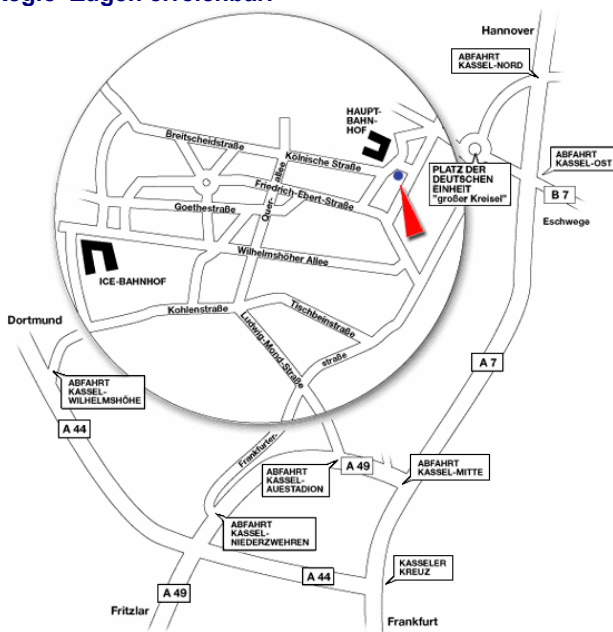 Regio-Zügen erreichbar.
Hannover
ABFAHRT
KASSEL-NORD
HAUPT-
BAHN-
HOF
Breitscheidstraße
Kölnische Straße
ABFAHRT
KASSEL-OST
PLATZ DER
DEUTSCHEN
EINHEIT
"großer Kreisel"
Quer-
allee
Friedrich-Ebert-Straße
B 7
Goethestraße
Eschwege
Wilhelmshöher Allee
ICE-BAHNHOF
Kohlenstraße
Tischbeinstraße
Dortmund
Ludwig-Mond-Straße
A 7
ABFAHRT
KASSEL-
WILHELMSHÖHE
A 44
Frankfurter-
straße
ABFAHRT
KASSEL-
AUESTADION
A 49
ABFAHRT
KASSEL-MITTE
ABFAHRT
KASSEL-
NIEDERZWEHREN
KASSELER
KREUZ
A 44
A 49
Fritzlar
Frankfurt